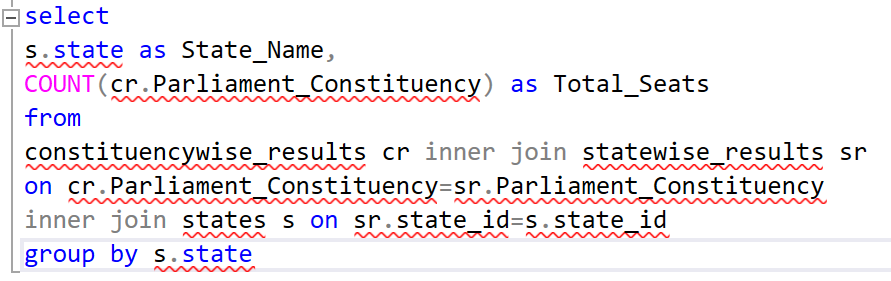 select
s.state as State_Name,
COUNT(cr.Parliament_Constituency) as Total_Seats
from
constituencywise_results cr inner join statewise_results sr
on cr.Parliament_Constituency=sr.Parliament_Constituency
inner join states s on sr.state_id=s.state_id
group by s.state